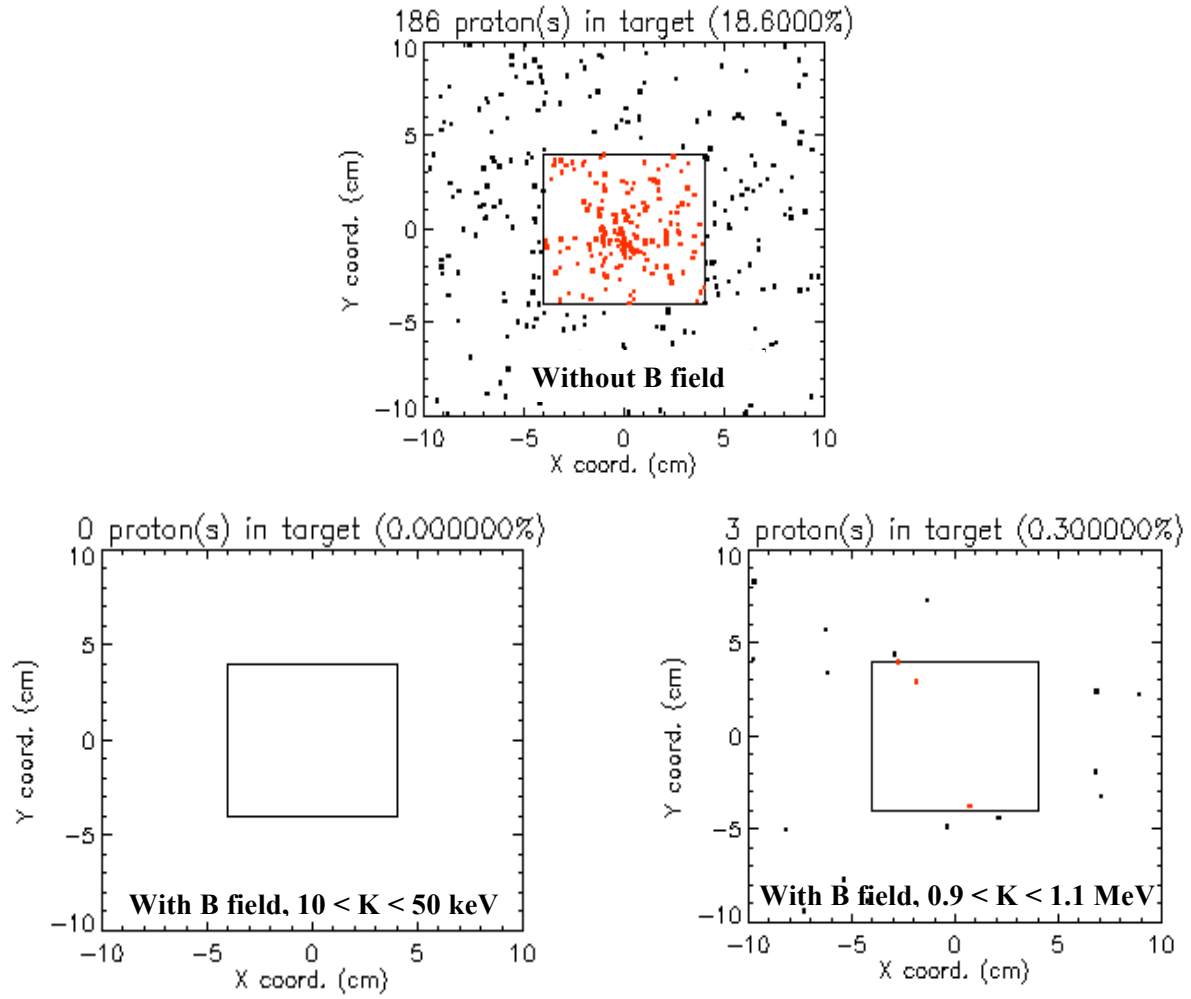 186 proton(s) in target (18.6000%)
10
5
0
−5
−10
Y coord. (cm)
Without B field
−10 −5 0 5 10
X coord. (cm)
0 proton(s) in target (0.000000%)
10
5
0
−5
−10
Y coord. (cm)
With B field, 10 < K < 50 keV
−10 −5 0 5 10
X coord. (cm)
3 proton(s) in target (0.300000%)
10
5
0
−5
−10
Y coord. (cm)
With B field, 0.9 < K < 1.1 MeV
−10 −5 0 5 10
X coord. (cm)